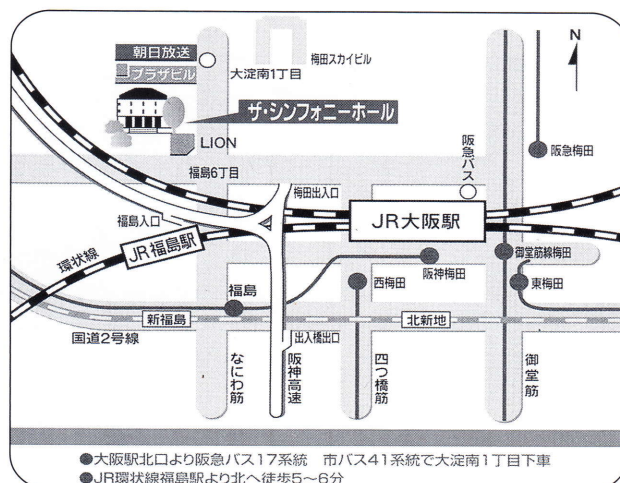 朝日放送
プラザビル
大淀南1丁目
梅田スカイビル
N
ザ・シンフォニーホール
LION
阪急バス
阪急梅田
福島6丁目
梅田出入口
福島入口
JR大阪駅
JR福島駅
環状線
御堂筋線梅田
阪神梅田
西梅田
東梅田
福島
新福島
北新地
国道2号線
出入橋出口
なにわ筋
阪神高速
四つ橋筋
御堂筋
●大阪駅北口より阪急バス17系統 市バス41系統で大淀南1丁目下車
●JR環状線福島駅より北へ徒歩5〜6分